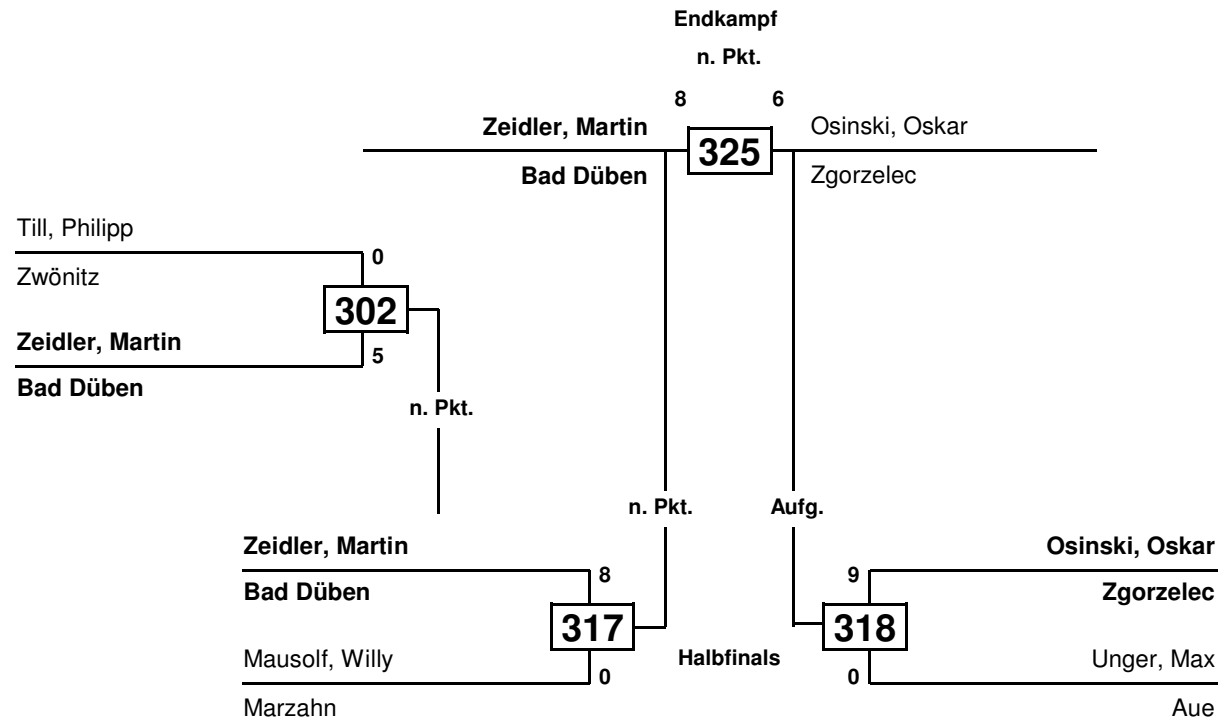 Endkampf
n. Pkt.
8 6
Zeidler, Martin 325 Osinski, Oskar
Bad Düben Zgorzelec
Till, Philipp
0
Zwönitz
302
Zeidler, Martin
5
Bad Düben
n. Pkt.
n. Pkt. Aufg.
Zeidler, Martin Osinski, Oskar
8 9
Bad Düben Zgorzelec
317 318
Mausolf, Willy Halbfinals Unger, Max
0 0
Marzahn Aue